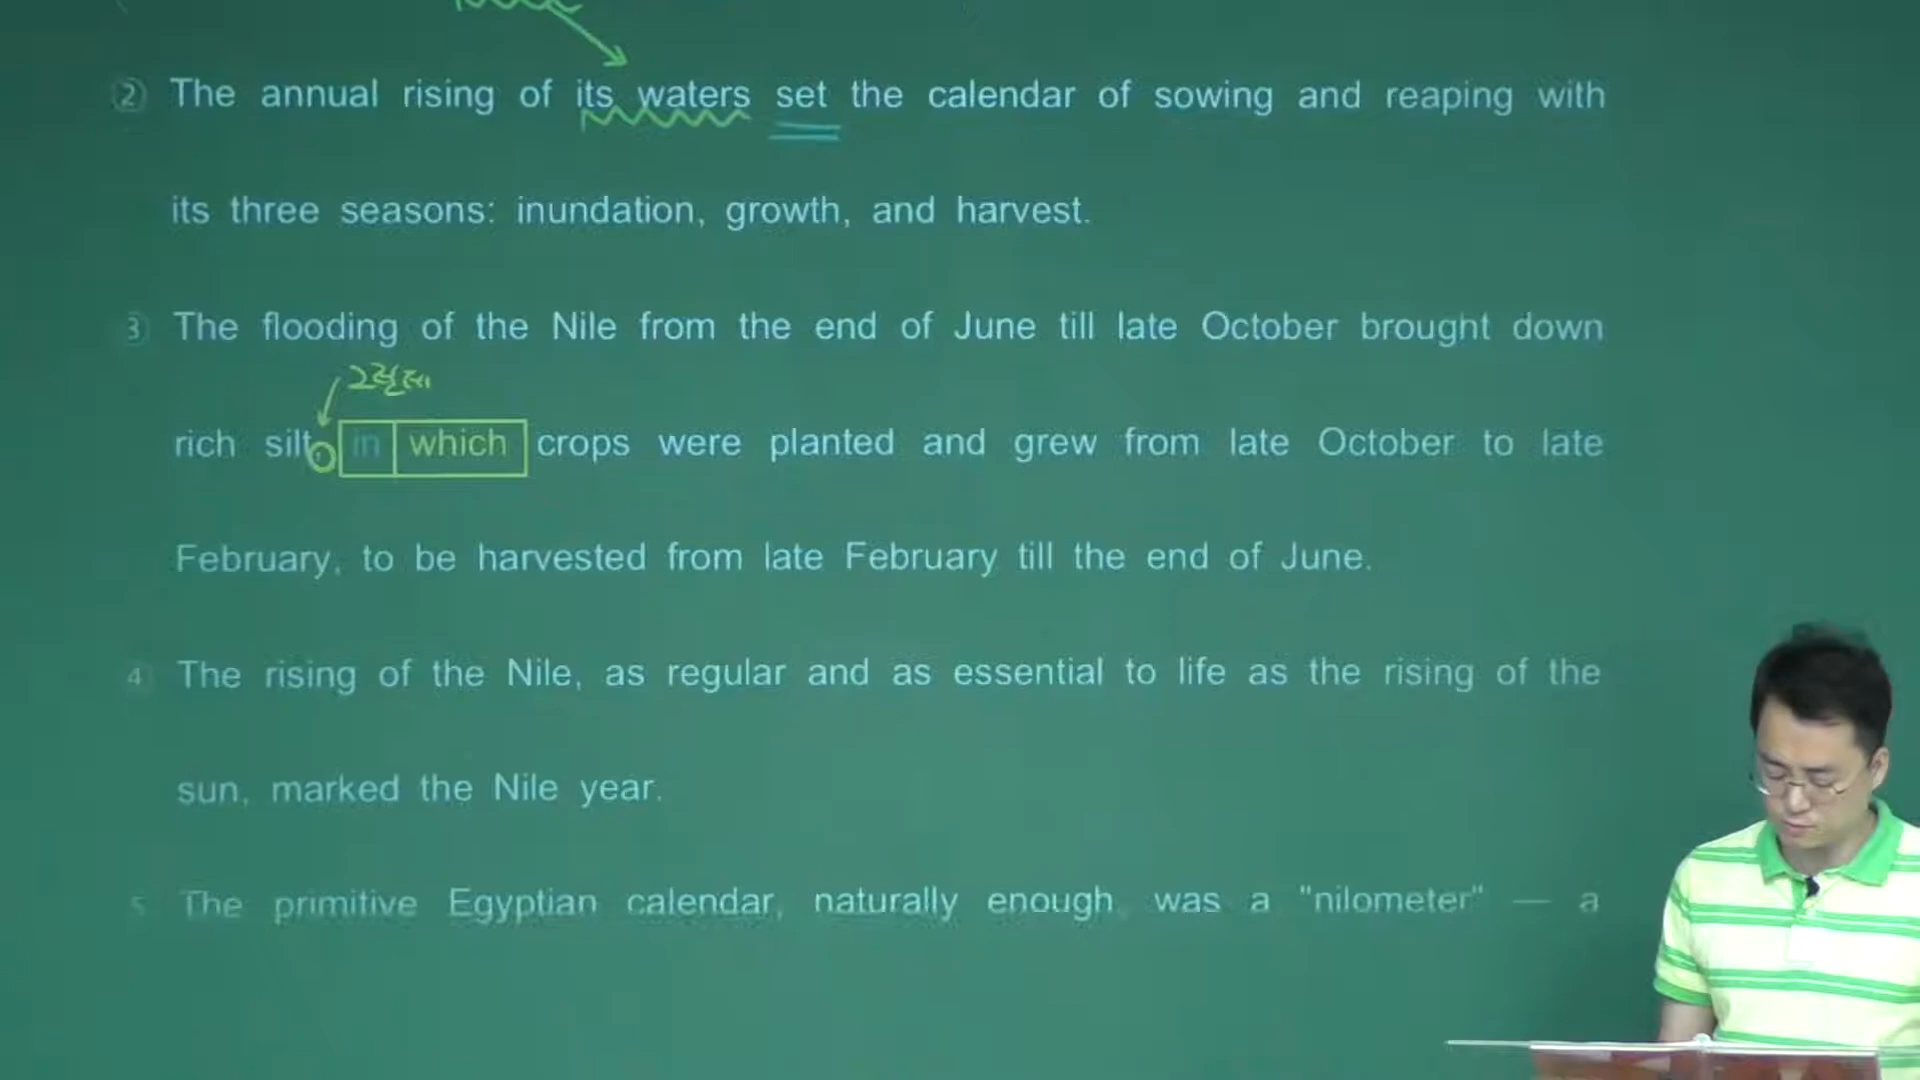 ② The annual rising of its waters set the calendar of sowing and reaping with
its three seasons: inundation, growth, and harvest.
③ The flooding of the Nile from the end of June till late October brought down
그런데
rich silt, in which crops were planted and grew from late October to late
February, to be harvested from late February till the end of June.
④ The rising of the Nile, as regular and as essential to life as the rising of the
sun, marked the Nile year.
5 The primitive Egyptian calendar, naturally enough, was a "nilometer" — a